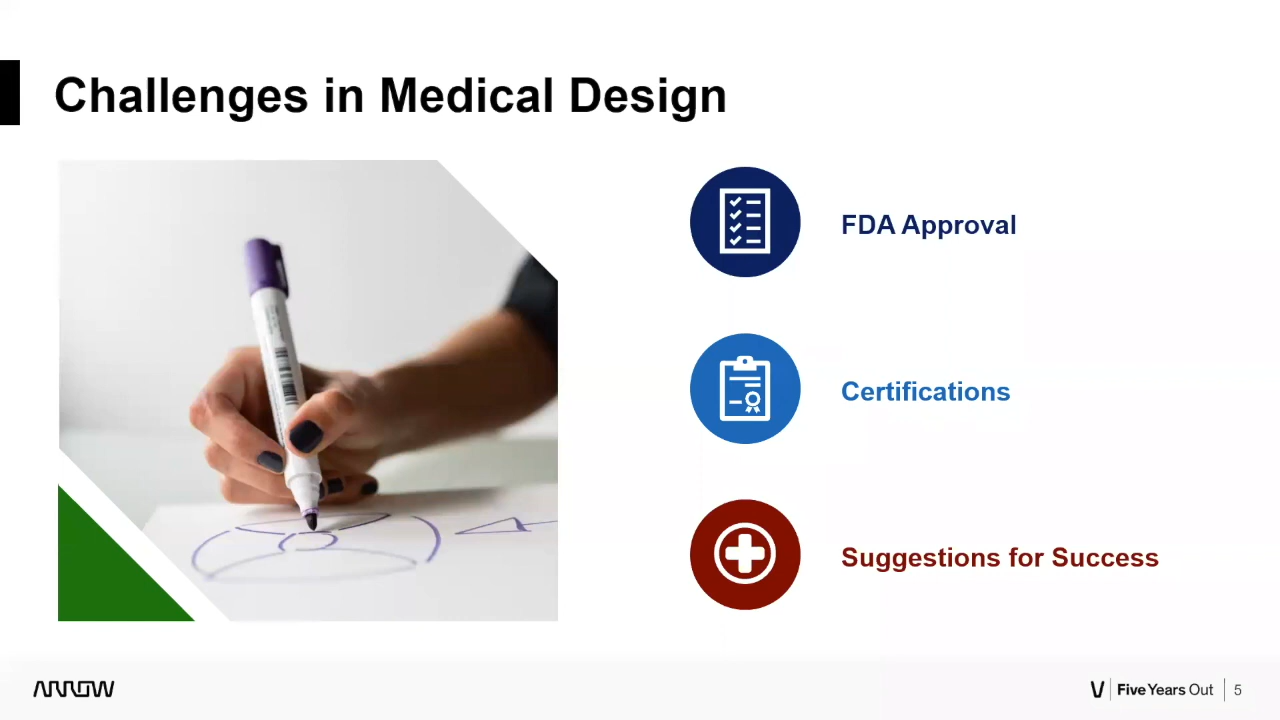 Challenges in Medical Design
FDA Approval
Certifications
Suggestions for Success
ARROW
Five Years Out
5